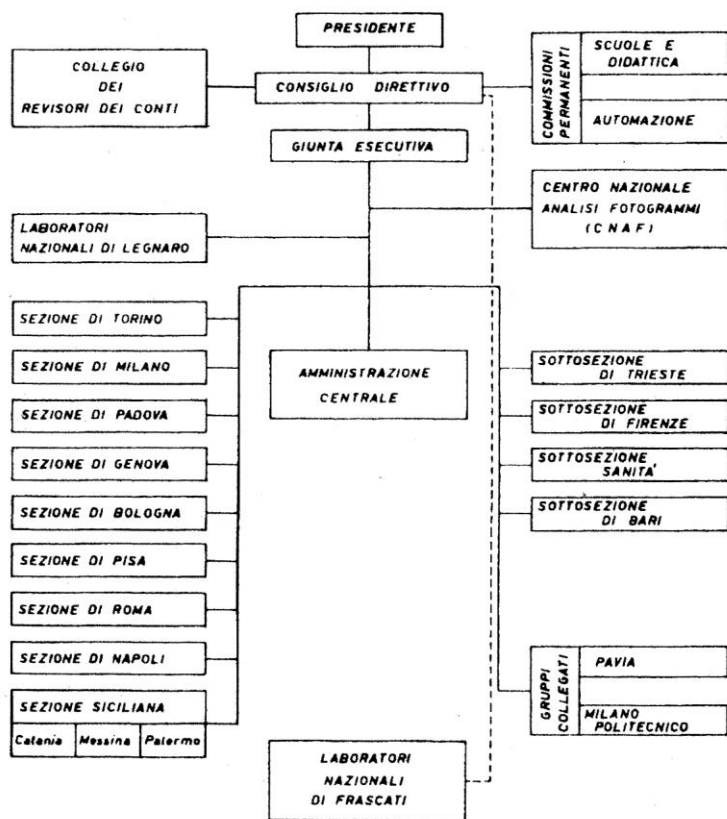 PRESIDENTE
COLLEGIO
DEI
REVISORI DEI CONTI
CONSIGLIO DIRETTIVO
COMMISSIONI
PERMANENTI
SCUOLE E
DIDATTICA
AUTOMAZIONE
GIUNTA ESECUTIVA
CENTRO NAZIONALE
ANALISI FOTOGRAMMI
(CNAF)
LABORATORI
NAZIONALI DI LEGNARO
SEZIONE DI TORINO
SEZIONE DI MILANO
SEZIONE DI PADOVA
SEZIONE DI GENOVA
SEZIONE DI BOLOGNA
SEZIONE DI PISA
SEZIONE DI ROMA
SEZIONE DI NAPOLI
SEZIONE SICILIANA
Catania Messina Palermo
AMMINISTRAZIONE
CENTRALE
SOTTOSEZIONE
DI TRIESTE
SOTTOSEZIONE
DI FIRENZE
SOTTOSEZIONE
SANITA'
SOTTOSEZIONE
DI BARI
GRUPPI
COLLEGATI
PAVIA
MILANO
POLITECNICO
LABORATORI
NAZIONALI
DI FRASCATI